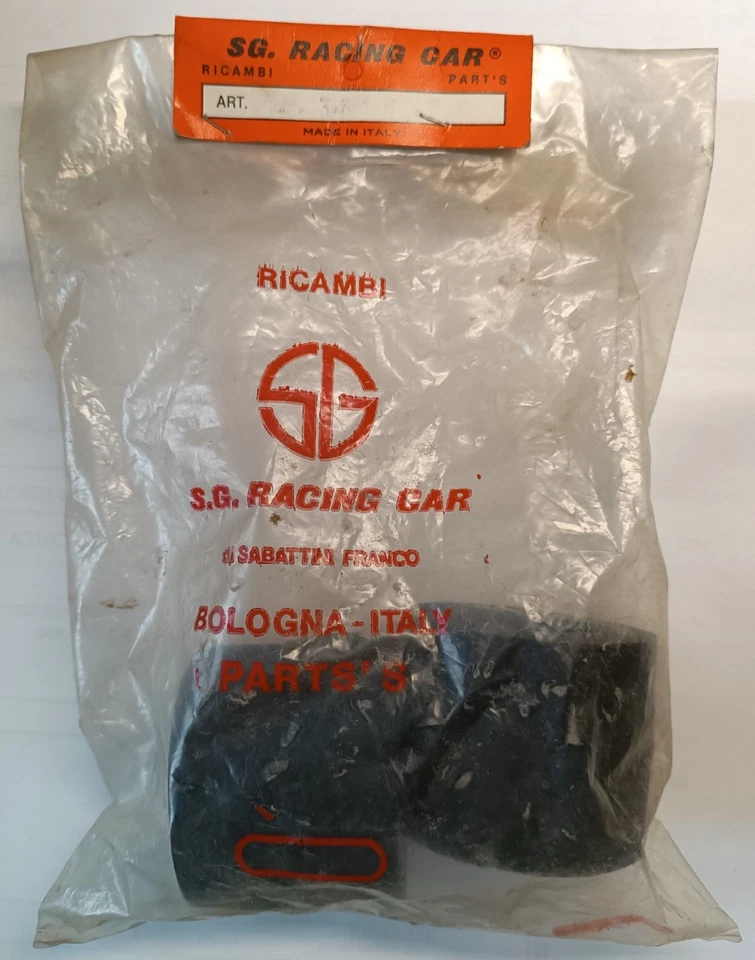 SG. RACING CAR®
RICAMBI PART'S
ART.
MADE IN ITALY
RICAMBI
SG
S.G. RACING CAR
di SABATTINI FRANCO
BOLOGNA-ITALY
PARTS'S